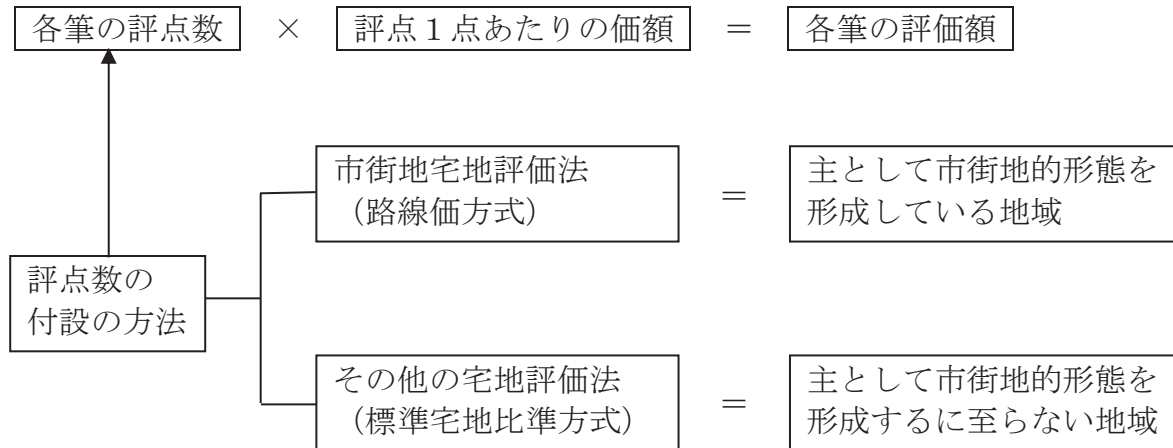 各筆の評点数 × 評点１点あたりの価額 ＝ 各筆の評価額
市街地宅地評価法
（路線価方式）
＝
主として市街地的形態を
形成している地域
評点数の
付設の方法
その他の宅地評価法
（標準宅地比準方式）
＝
主として市街地的形態を
形成するに至らない地域